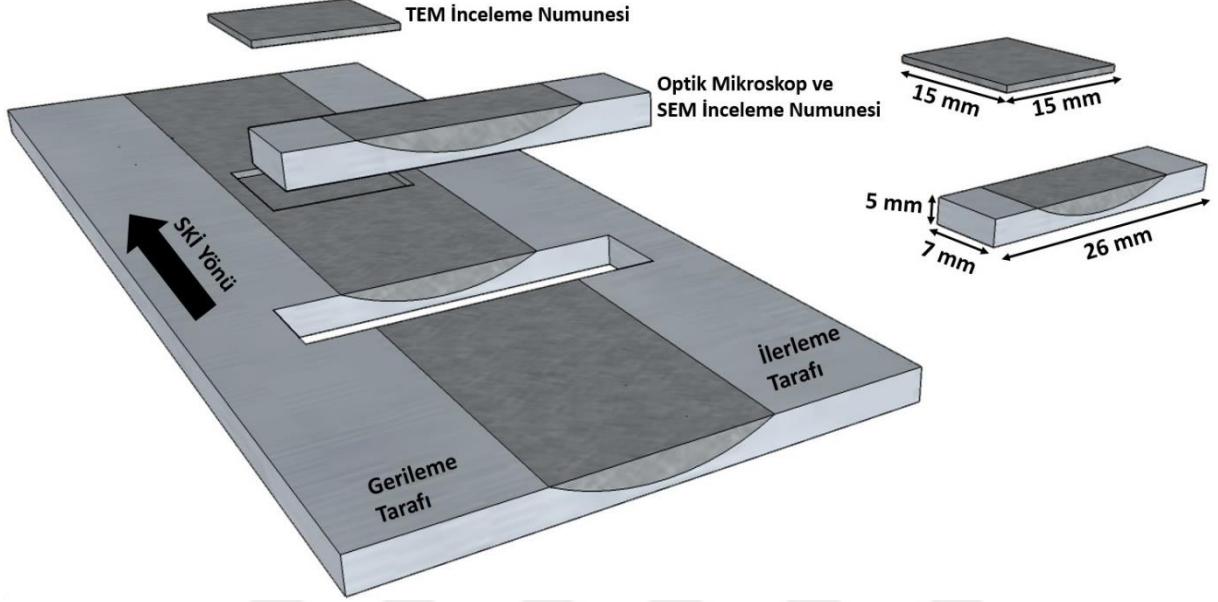 TEM İnceleme Numunesi
Optik Mikroskop ve
SEM İnceleme Numunesi
15 mm
15 mm
5 mm
7 mm
26 mm
SKİ Yönü
İlerleme
Tarafı
Gerileme
Tarafı